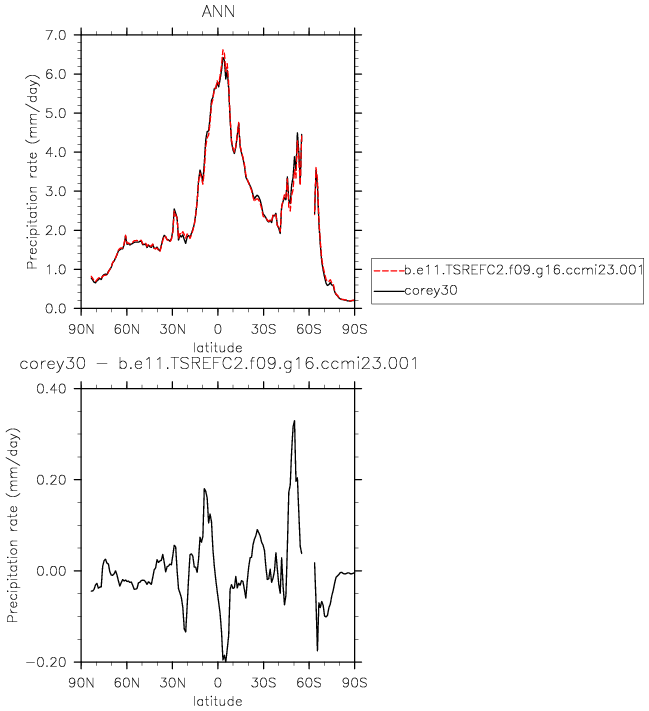 ANN
Precipitation rate (mm/day)
7.0
6.0
5.0
4.0
3.0
2.0
1.0
0.0
90N 60N 30N 0 30S 60S 90S
latitude
b.e11.TSREFC2.f09.g16.ccmi23.001
corey30
corey30 − b.e11.TSREFC2.f09.g16.ccmi23.001
Precipitation rate (mm/day)
0.40
0.20
0.00
−0.20
90N 60N 30N 0 30S 60S 90S
latitude